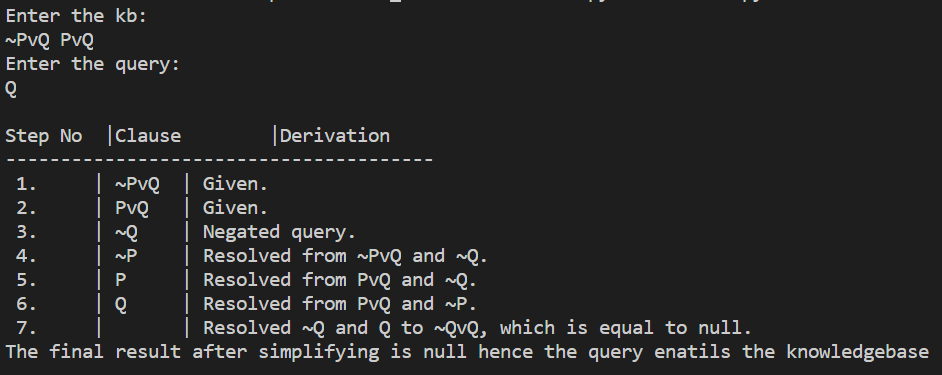 Enter the kb:
~PvQ PvQ
Enter the query:
Q
Step No |Clause |Derivation
---------------------------------------
1. | ~PvQ | Given.
2. | PvQ | Given.
3. | ~Q | Negated query.
4. | ~P | Resolved from ~PvQ and ~Q.
5. | P | Resolved from PvQ and ~Q.
6. | Q | Resolved from PvQ and ~P.
7. | | Resolved ~Q and Q to ~QvQ, which is equal to null.
The final result after simplifying is null hence the query enatils the knowledgebase